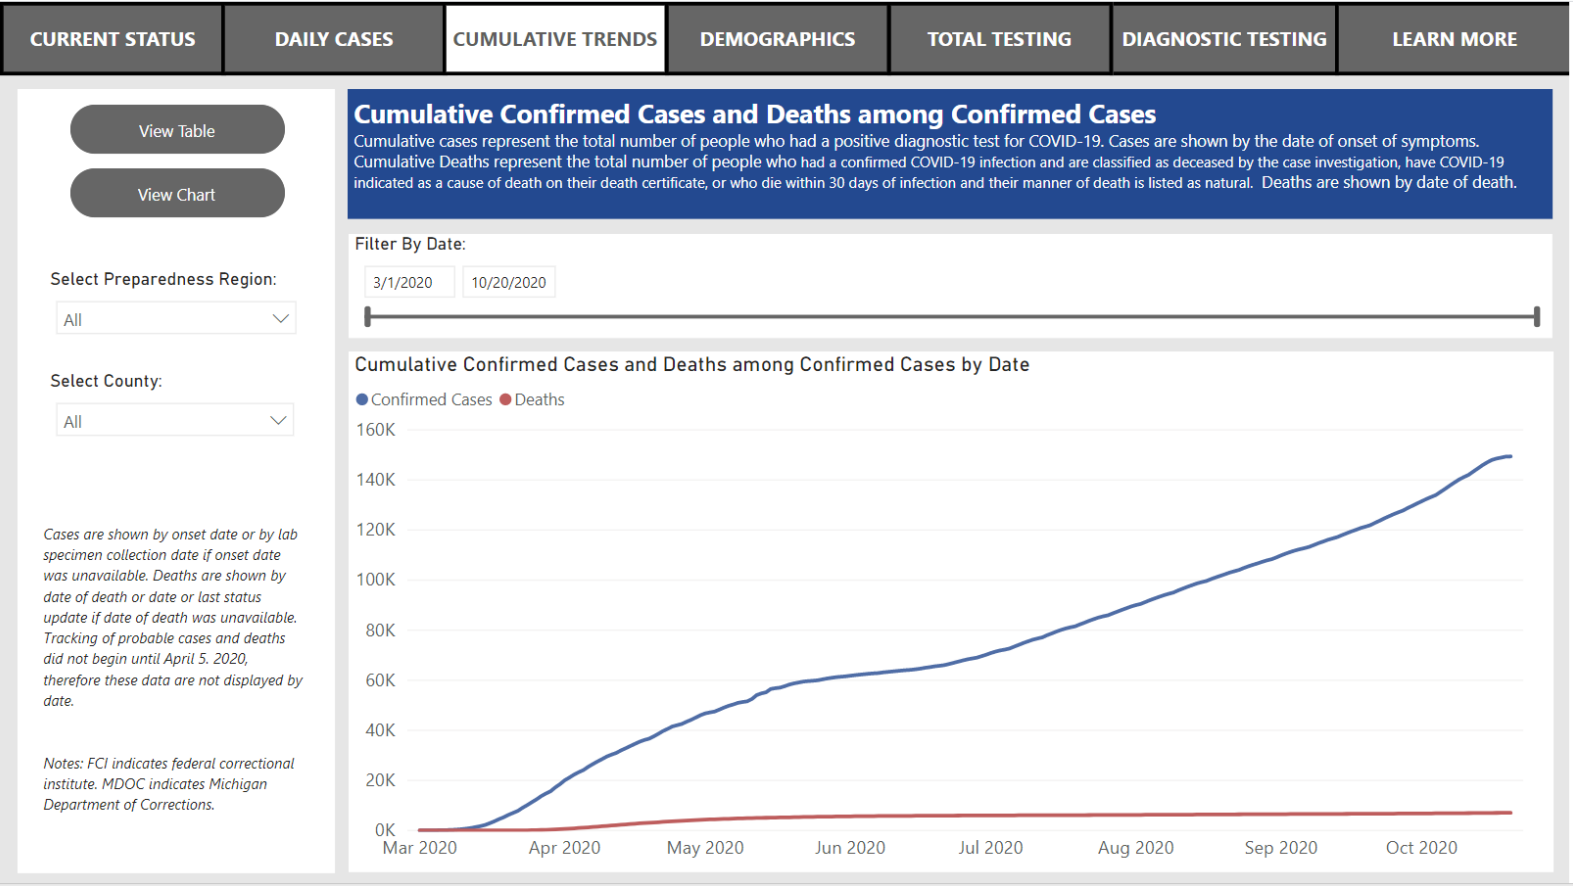 CURRENT STATUS
DAILY CASES
CUMULATIVE TRENDS
DEMOGRAPHICS
TOTAL TESTING
DIAGNOSTIC TESTING
LEARN MORE
View Table
View Chart
Select Preparedness Region:
All
Select County:
All
Cases are shown by onset date or by lab
specimen collection date if onset date
was unavailable. Deaths are shown by
date of death or date or last status
update if date of death was unavailable.
Tracking of probable cases and deaths
did not begin until April 5. 2020,
therefore these data are not displayed by
date.
Notes: FCI indicates federal correctional
institute. MDOC indicates Michigan
Department of Corrections.
Cumulative Confirmed Cases and Deaths among Confirmed Cases
Cumulative cases represent the total number of people who had a positive diagnostic test for COVID-19. Cases are shown by the date of onset of symptoms.
Cumulative Deaths represent the total number of people who had a confirmed COVID-19 infection and are classified as deceased by the case investigation, have COVID-19
indicated as a cause of death on their death certificate, or who die within 30 days of infection and their manner of death is listed as natural. Deaths are shown by date of death.
Filter By Date:
3/1/2020
10/20/2020
Cumulative Confirmed Cases and Deaths among Confirmed Cases by Date
Confirmed Cases Deaths
160K
140K
120K
100K
80K
60K
40K
20K
0K
Mar 2020 Apr 2020 May 2020 Jun 2020 Jul 2020 Aug 2020 Sep 2020 Oct 2020